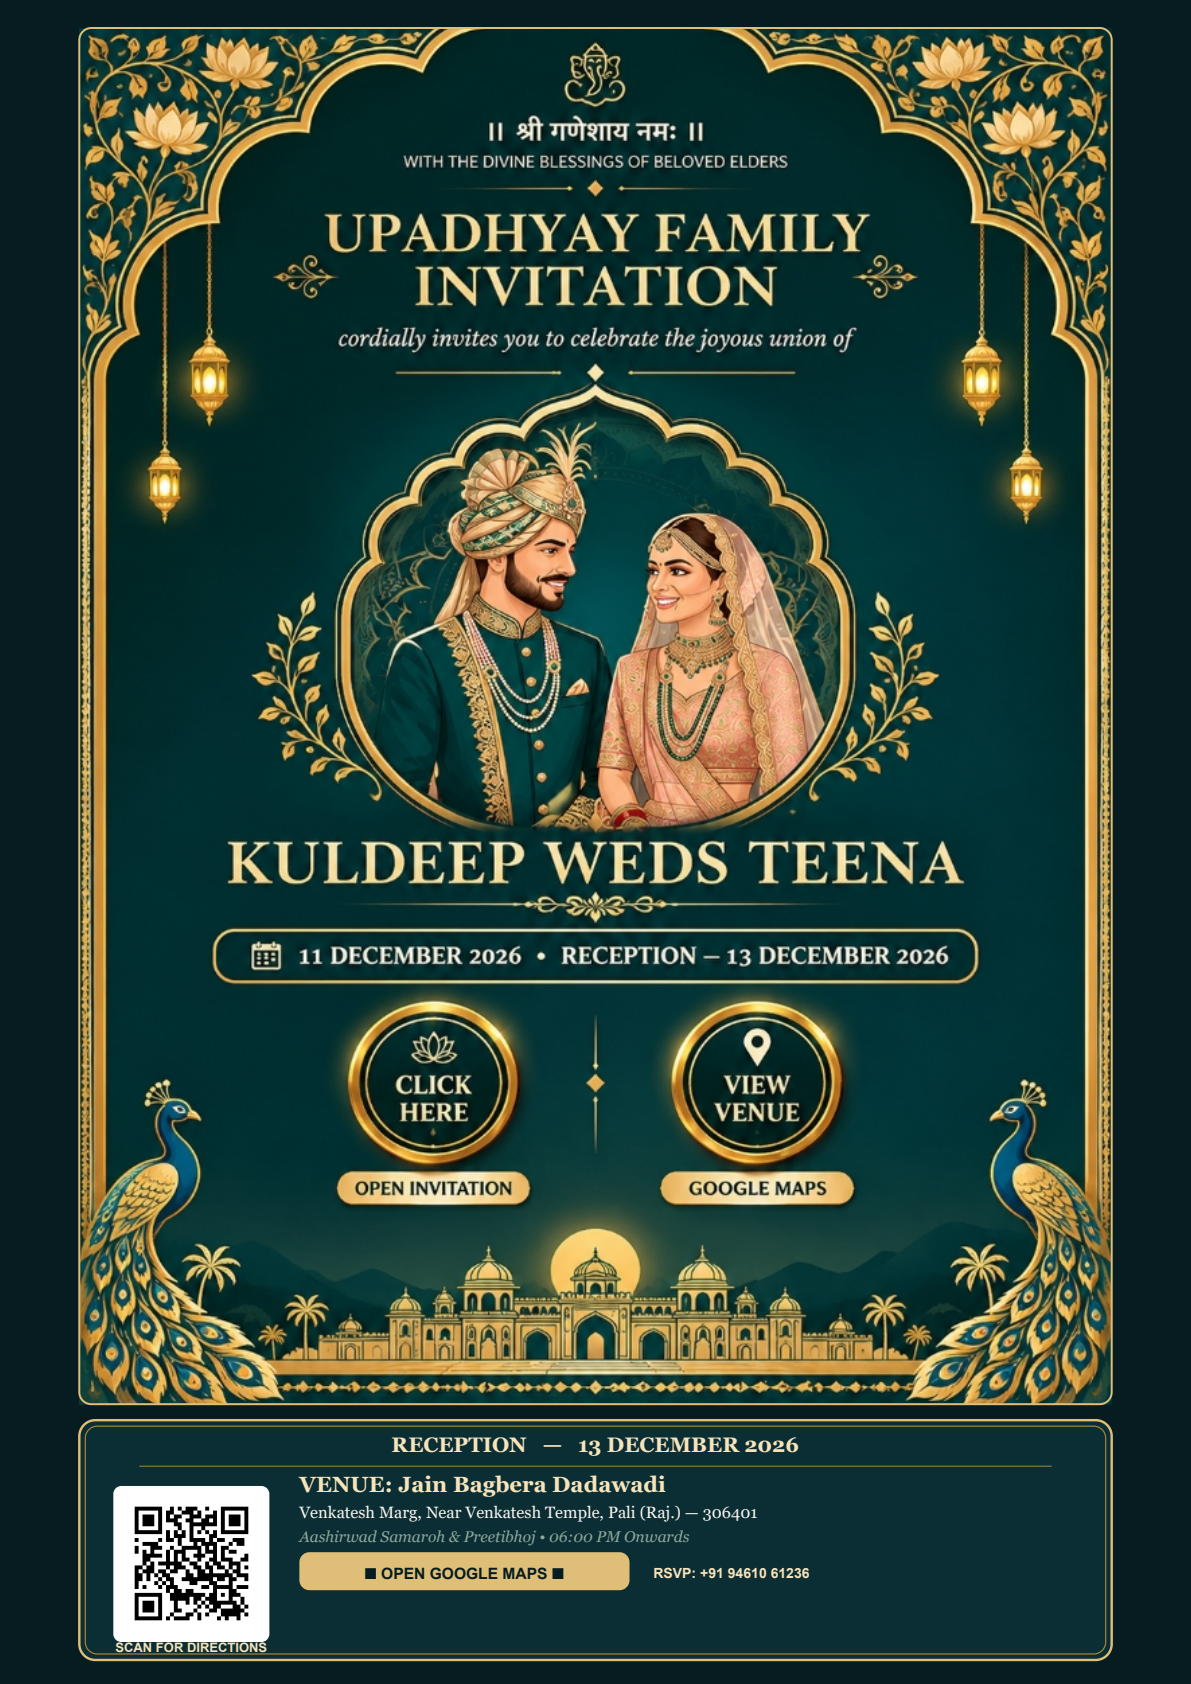 ॥ श्री गणेशाय नमः ॥
WITH THE DIVINE BLESSINGS OF BELOVED ELDERS
UPADHYAY FAMILY
INVITATION
cordially invites you to celebrate the joyous union of
KULDEEP WEDS TEENA
11 DECEMBER 2026 • RECEPTION – 13 DECEMBER 2026
CLICK
HERE
OPEN INVITATION
VIEW
VENUE
GOOGLE MAPS
RECEPTION — 13 DECEMBER 2026
VENUE: Jain Bagbera Dadawadi
Venkatesh Marg, Near Venkatesh Temple, Pali (Raj.) — 306401
Aashirwad Samaroh & Preetibhoj • 06:00 PM Onwards
■ OPEN GOOGLE MAPS ■
RSVP: +91 94610 61236
SCAN FOR DIRECTIONS